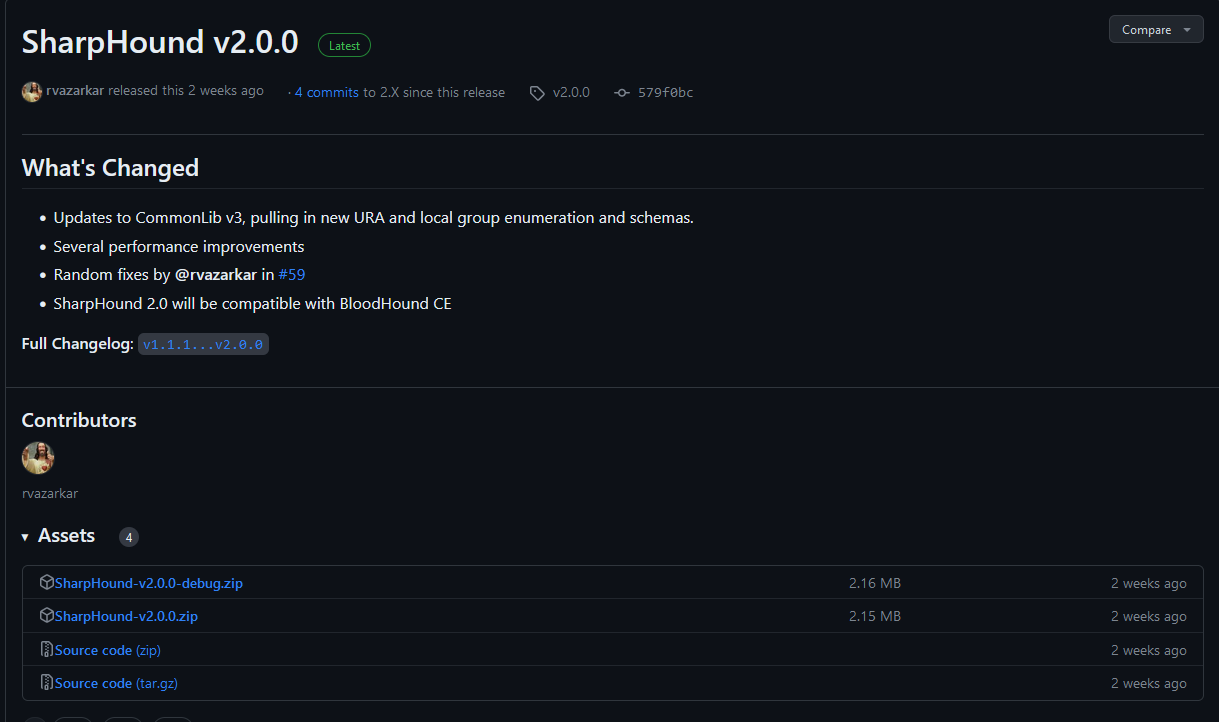 SharpHound v2.0.0 Latest Compare
rvazarkar released this 2 weeks ago · 4 commits to 2.X since this release v2.0.0 579f0bc
What's Changed
• Updates to CommonLib v3, pulling in new URA and local group enumeration and schemas.
• Several performance improvements
• Random fixes by @rvazarkar in #59
• SharpHound 2.0 will be compatible with BloodHound CE
Full Changelog: v1.1.1...v2.0.0
Contributors
rvazarkar
Assets 4
SharpHound-v2.0.0-debug.zip 2.16 MB 2 weeks ago
SharpHound-v2.0.0.zip 2.15 MB 2 weeks ago
Source code (zip) 2 weeks ago
Source code (tar.gz) 2 weeks ago